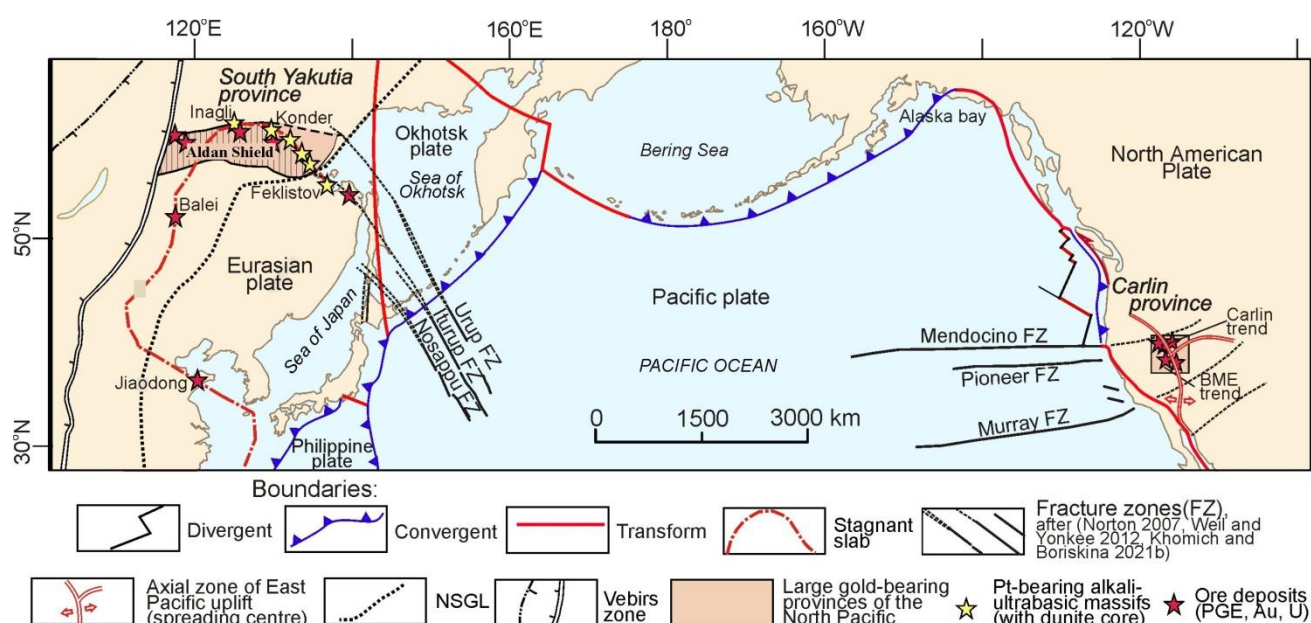 120°E
160°E
180°
160°W
120°W
South Yakutia
province
Inagli
Konder
Aldan Shield
Okhotsk
plate
Sea of
Okhotsk
Bering Sea
Alaska bay
North American
Plate
Feklistov
Balei
50°N
Eurasian
plate
Pacific plate
Carlin
province
Carlin
trend
Sea of Japan
Urup FZ
Iturup FZ
Nosappu FZ
Mendocino FZ
PACIFIC OCEAN
Pioneer FZ
BME
trend
Jiaodong
0 1500 3000 km
Murray FZ
30°N
Philippine
plate
Boundaries:
Divergent
Convergent
Transform
Stagnant
slab
Fracture zones(FZ),
after (Norton 2007, Weil and
Yonkee 2012, Khomich and
Boriskina 2021b)
Axial zone of East
Pacific uplift
(spreading centre)
NSGL
Vebirs
zone
Large gold-bearing
provinces of the
North Pacific
Pt-bearing alkali-
ultrabasic massifs
(with dunite core)
Ore deposits
(PGE, Au, U)